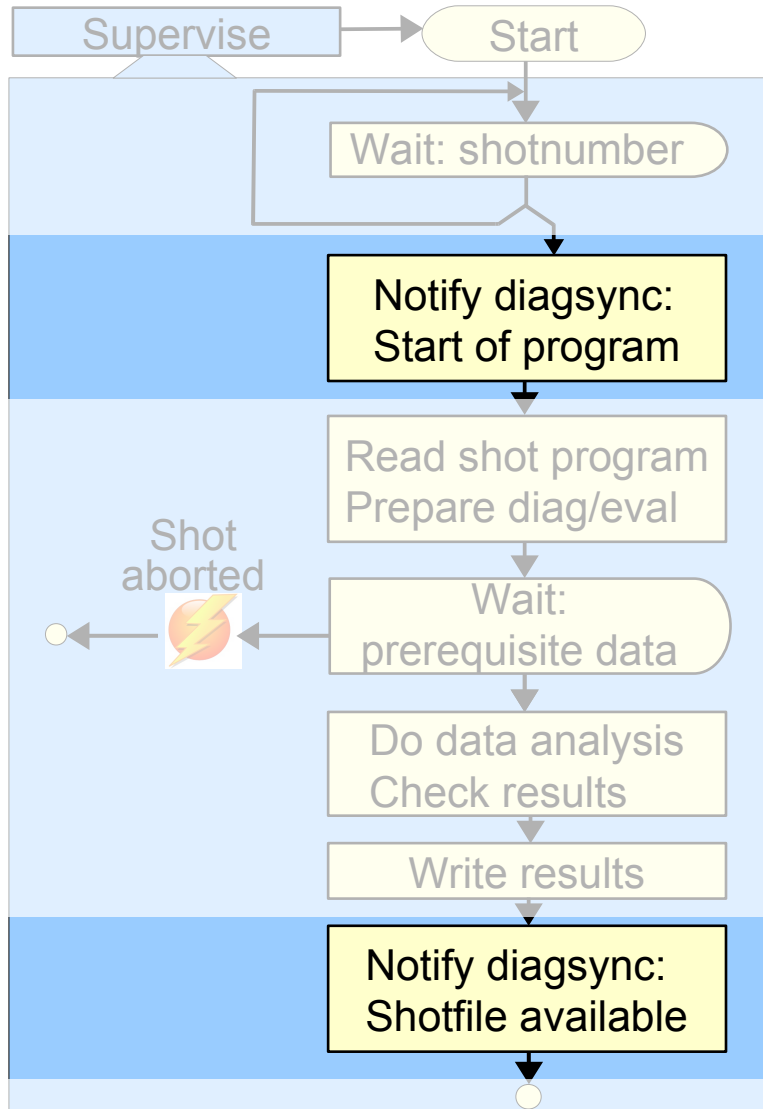 Supervise
Start
Wait: shotnumber
Notify diagsync:
Start of program
Read shot program
Prepare diag/eval
Shot
aborted
Wait:
prerequisite data
Do data analysis
Check results
Write results
Notify diagsync:
Shotfile available